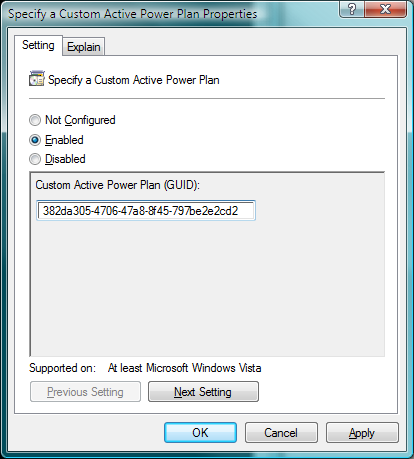 Specify a Custom Active Power Plan Properties
Setting
Explain
Specify a Custom Active Power Plan
Not Configured
Enabled
Disabled
Custom Active Power Plan (GUID):
382da305-4706-47a8-8f45-797be2e2cd2
Supported on: At least Microsoft Windows Vista
Previous Setting
Next Setting
OK
Cancel
Apply